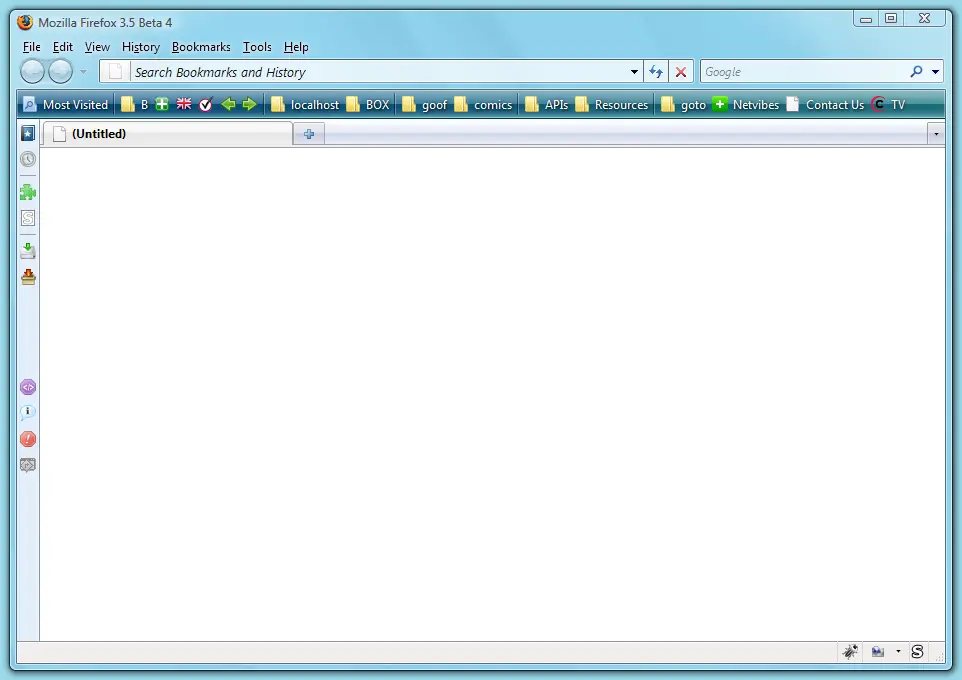 Mozilla Firefox 3.5 Beta 4
File Edit View History Bookmarks Tools Help
Search Bookmarks and History Google
Most Visited B localhost BOX goof comics APIs Resources goto Netvibes Contact Us TV
(Untitled)